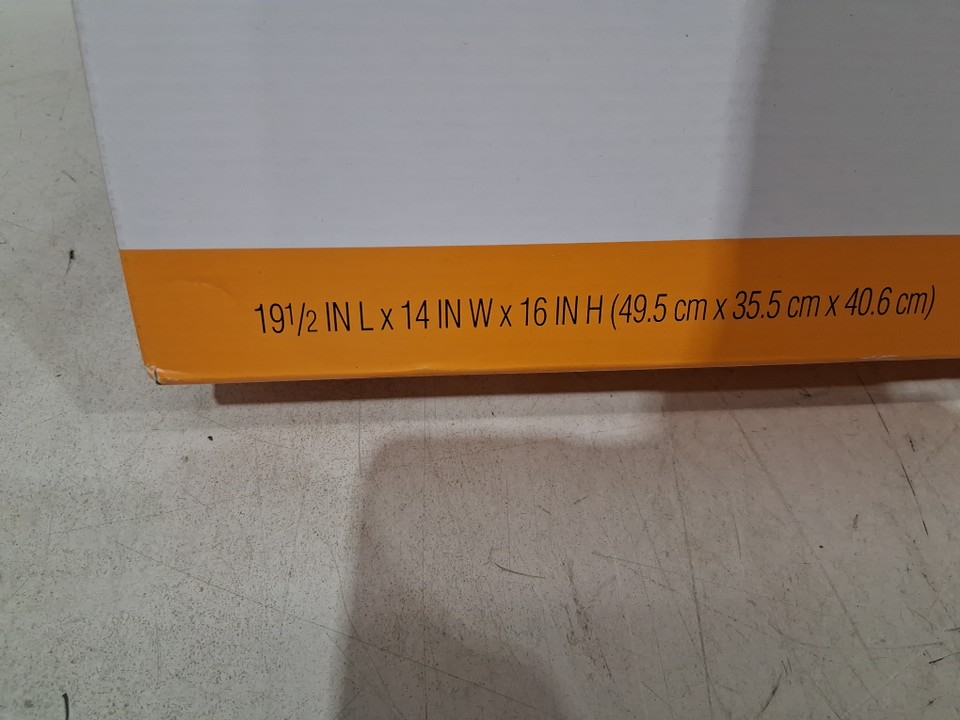 19 1/2 IN L x 14 IN W x 16 IN H (49.5 cm x 35.5 cm x 40.6 cm)